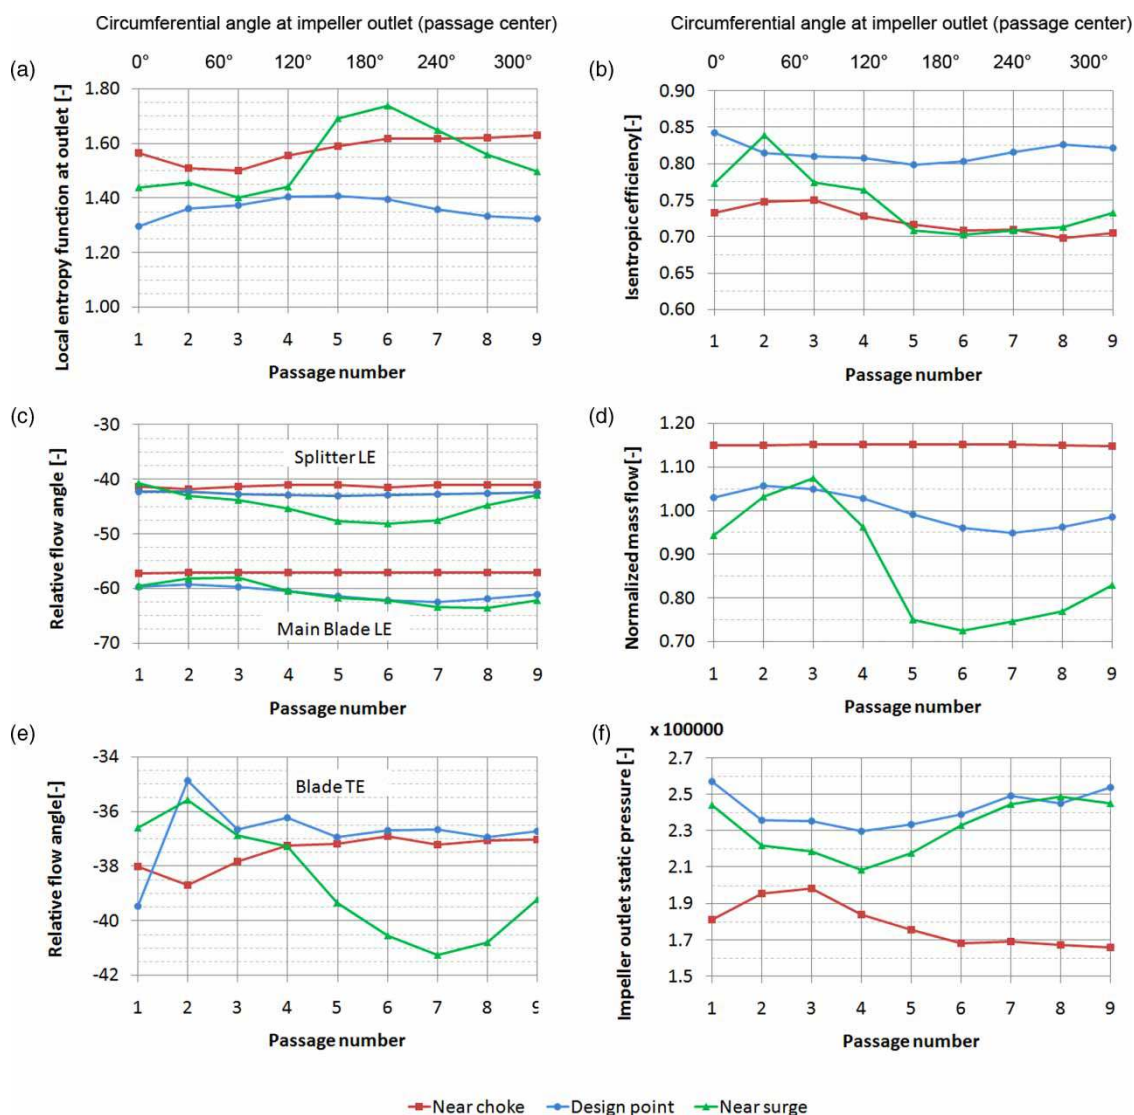 Circumferential angle at impeller outlet (passage center)
0° 60° 120° 180° 240° 300°
(a)
Local entropy function at outlet [-]
1.80
1.60
1.40
1.20
1.00
1 2 3 4 5 6 7 8 9
Passage number
Circumferential angle at impeller outlet (passage center)
0° 60° 120° 180° 240° 300°
(b)
Isentropic efficiency[-]
0.90
0.85
0.80
0.75
0.70
0.65
0.60
1 2 3 4 5 6 7 8 9
Passage number
(c)
Relative flow angle [-]
-30
-40
-50
-60
-70
Splitter LE
Main Blade LE
1 2 3 4 5 6 7 8 9
Passage number
(d)
Normalized mass flow [-]
1.20
1.10
1.00
0.90
0.80
0.70
1 2 3 4 5 6 7 8 9
Passage number
(e)
Relative flow angle[-]
-34
-36
-38
-40
-42
Blade TE
1 2 3 4 5 6 7 8 9
Passage number
(f)
x 100000
Impeller outlet static pressure [-]
2.7
2.5
2.3
2.1
1.9
1.7
1.5
1 2 3 4 5 6 7 8 9
Passage number
Near choke Design point Near surge